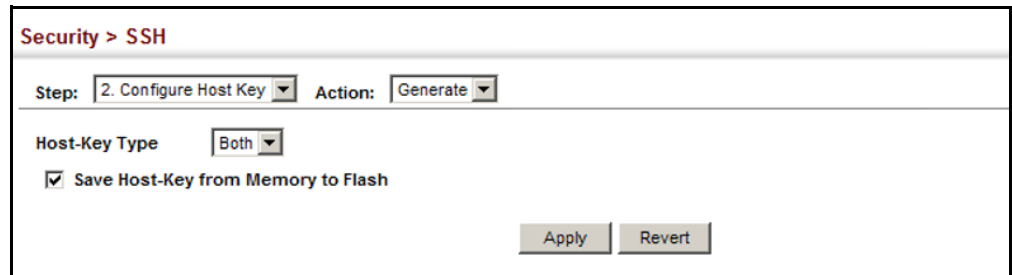 Security > SSH
Step: 2. Configure Host Key Action: Generate
Host-Key Type Both
Save Host-Key from Memory to Flash
Apply Revert